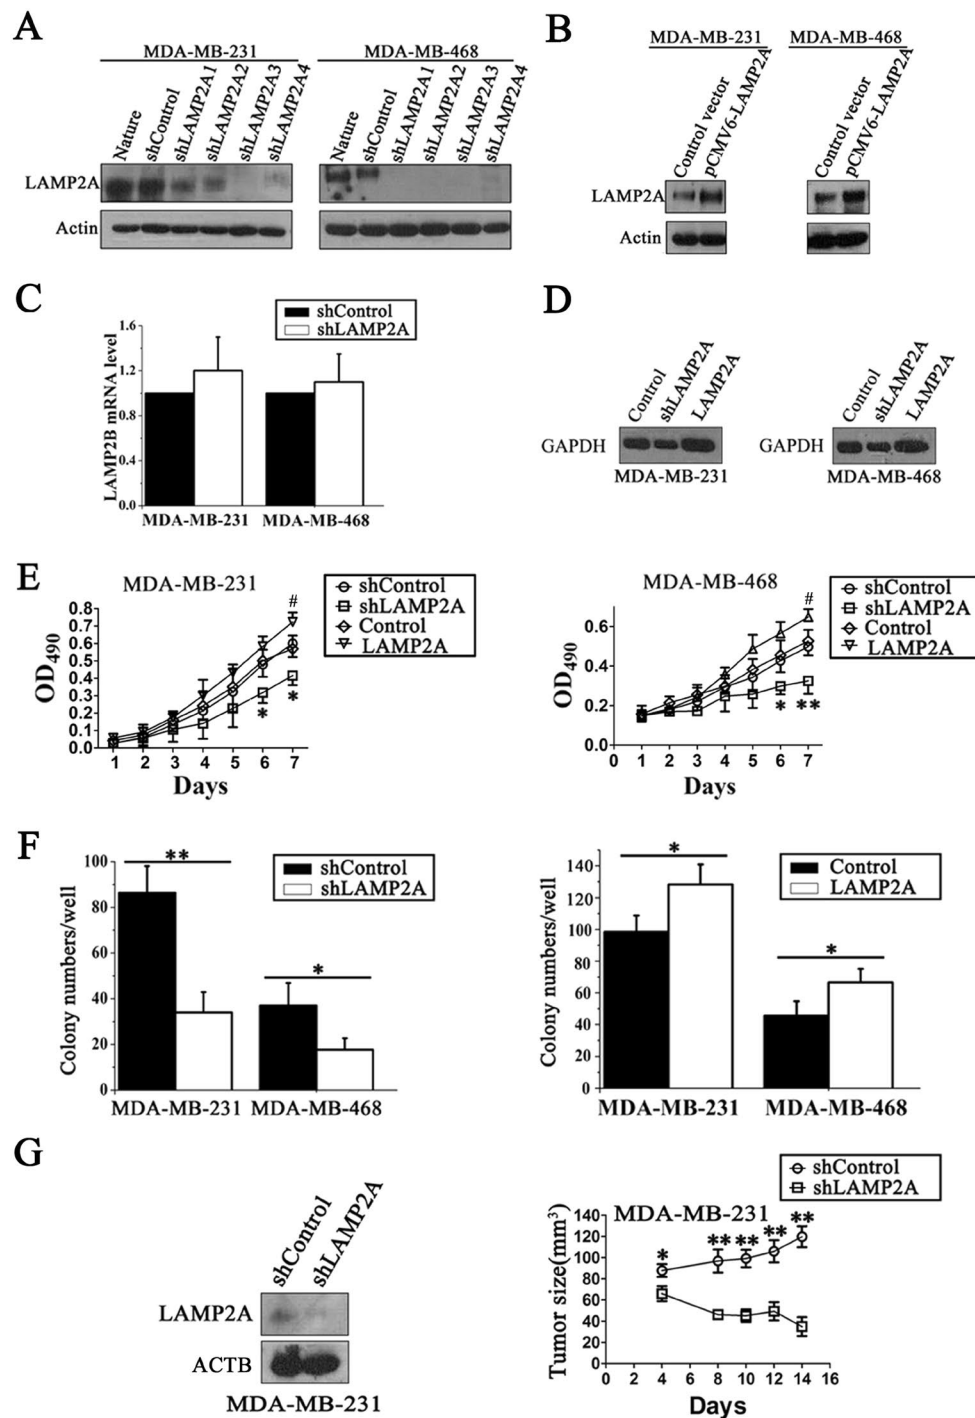 A
MDA-MB-231
MDA-MB-468
Nature
shControl
shLAMP2A1
shLAMP2A2
shLAMP2A3
shLAMP2A4
Nature
shControl
shLAMP2A1
shLAMP2A2
shLAMP2A3
shLAMP2A4
LAMP2A
Actin
B
MDA-MB-231
MDA-MB-468
Control vector
pCMV6-LAMP2A
Control vector
pCMV6-LAMP2A
LAMP2A
Actin
C
shControl
shLAMP2A
LAMP2B mRNA level
1.6
1.2
0.8
0.4
0.0
MDA-MB-231
MDA-MB-468
D
Control
shLAMP2A
LAMP2A
GAPDH
MDA-MB-231
Control
shLAMP2A
LAMP2A
GAPDH
MDA-MB-468
E
MDA-MB-231
shControl
shLAMP2A
Control
LAMP2A
OD490
0.8
0.7
0.6
0.5
0.4
0.3
0.2
0.1
0.0
#
*
*
1 2 3 4 5 6 7
Days
MDA-MB-468
shControl
shLAMP2A
Control
LAMP2A
OD490
0.6
0.4
0.2
0.0
#
* **
0 1 2 3 4 5 6 7
Days
F
shControl
shLAMP2A
Colony numbers/well
100
80
60
40
20
0
**
*
MDA-MB-231
MDA-MB-468
Control
LAMP2A
Colony numbers/well
140
120
100
80
60
40
20
0
*
*
MDA-MB-231
MDA-MB-468
G
shControl
shLAMP2A
LAMP2A
ACTB
MDA-MB-231
shControl
shLAMP2A
MDA-MB-231
Tumor size(mm³)
140
120
100
80
60
40
20
0
* ** ** ** **
0 2 4 6 8 10 12 14 16
Days